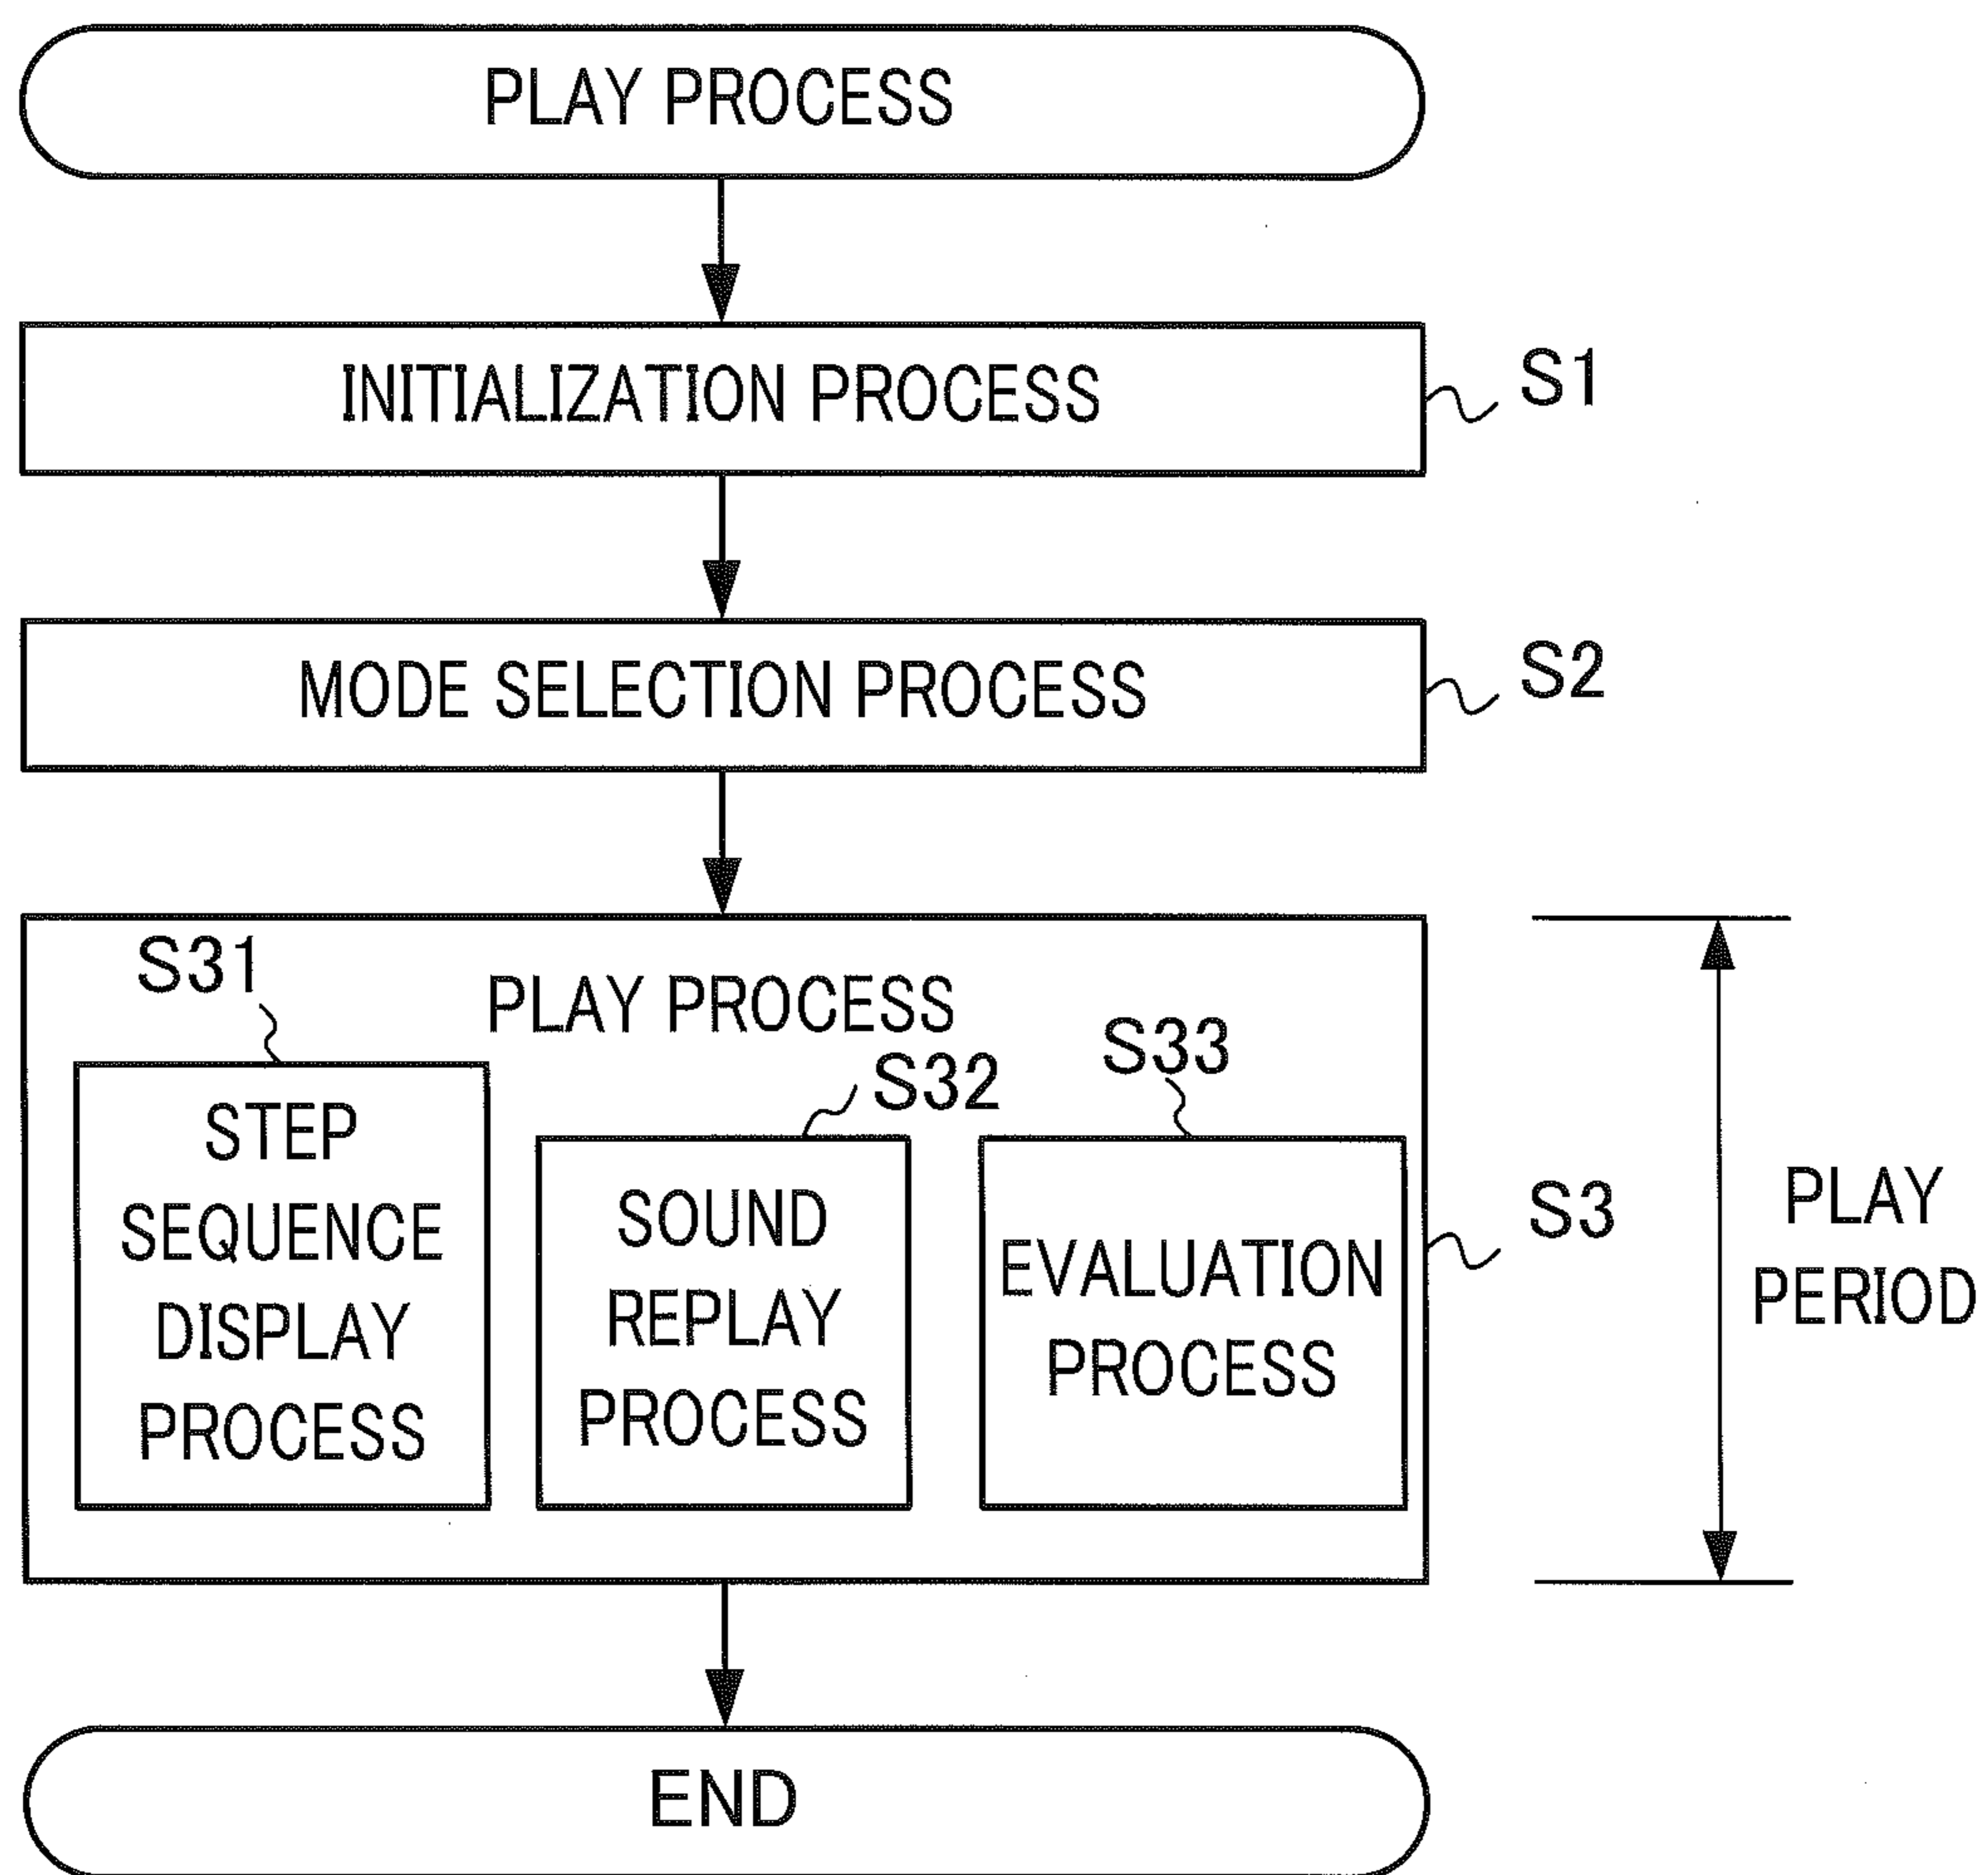 PLAY PROCESS
INITIALIZATION PROCESS
S1
MODE SELECTION PROCESS
S2
S31
PLAY PROCESS
S32
S33
STEP
SEQUENCE
DISPLAY
PROCESS
SOUND
REPLAY
PROCESS
EVALUATION
PROCESS
S3
PLAY
PERIOD
END